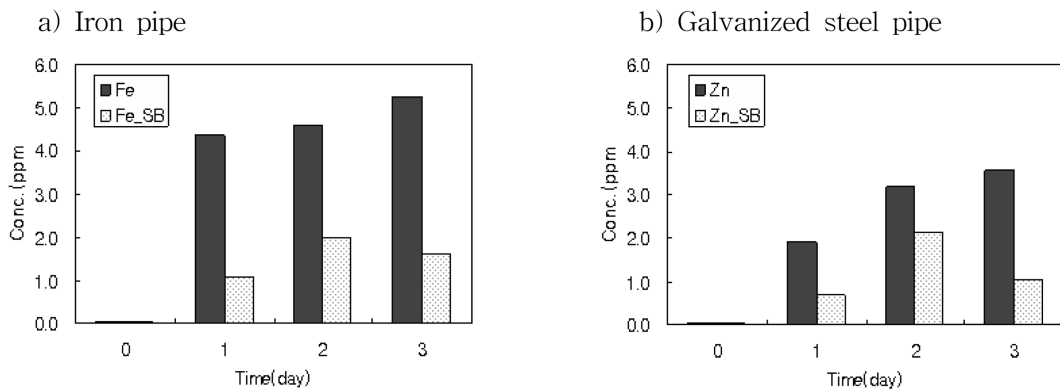 a) Iron pipe
6.0
5.0
4.0
3.0
2.0
1.0
0.0
Conc.(ppm
Fe
Fe_SB
0 1 2 3
Time(day)
b) Galvanized steel pipe
6.0
5.0
4.0
3.0
2.0
1.0
0.0
Conc.(ppm
Zn
Zn_SB
0 1 2 3
Time(day)